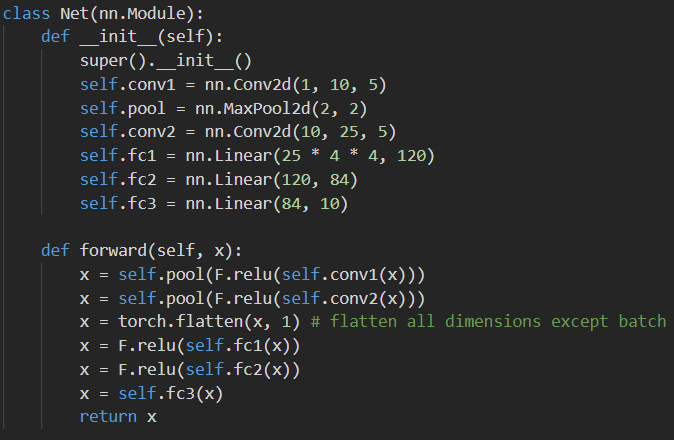 class Net(nn.Module):
    def __init__(self):
        super().__init__()
        self.conv1 = nn.Conv2d(1, 10, 5)
        self.pool = nn.MaxPool2d(2, 2)
        self.conv2 = nn.Conv2d(10, 25, 5)
        self.fc1 = nn.Linear(25 * 4 * 4, 120)
        self.fc2 = nn.Linear(120, 84)
        self.fc3 = nn.Linear(84, 10)

    def forward(self, x):
        x = self.pool(F.relu(self.conv1(x)))
        x = self.pool(F.relu(self.conv2(x)))
        x = torch.flatten(x, 1) # flatten all dimensions except batch
        x = F.relu(self.fc1(x))
        x = F.relu(self.fc2(x))
        x = self.fc3(x)
        return x